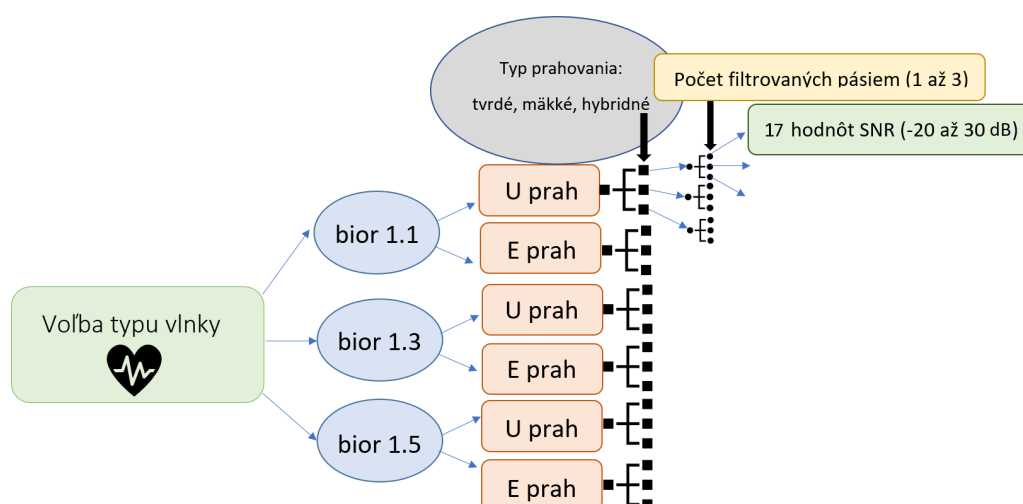 Typ prahovania:
tvrdé, mäkké, hybridné
Počet filtrovaných pásiem (1 až 3)
17 hodnôt SNR (-20 až 30 dB)
U prah
bior 1.1
E prah
U prah
Voľba typu vlnky
bior 1.3
E prah
U prah
bior 1.5
E prah